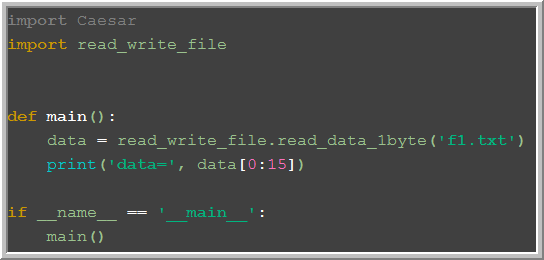 import Caesar
import read_write_file
def main():
    data = read_write_file.read_data_1byte('f1.txt')
    print('data=', data[0:15])
if __name__ == '__main__':
    main()